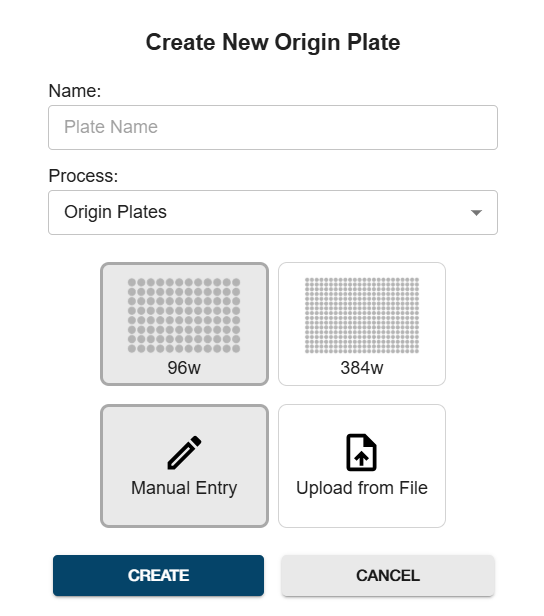 Create New Origin Plate
Name:
Plate Name
Process:
Origin Plates
96w
384w
Manual Entry
Upload from File
CREATE
CANCEL